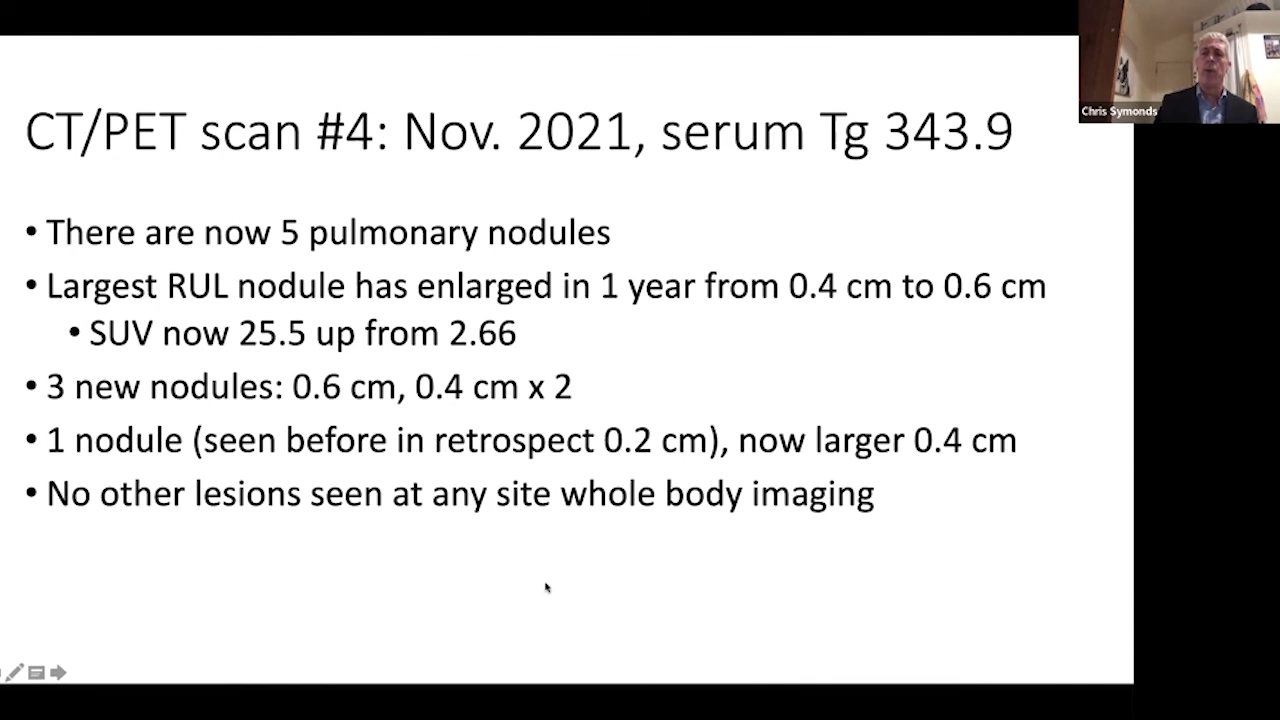 CT/PET scan #4: Nov. 2021, serum Tg 343.9
• There are now 5 pulmonary nodules
• Largest RUL nodule has enlarged in 1 year from 0.4 cm to 0.6 cm
• SUV now 25.5 up from 2.66
• 3 new nodules: 0.6 cm, 0.4 cm x 2
• 1 nodule (seen before in retrospect 0.2 cm), now larger 0.4 cm
• No other lesions seen at any site whole body imaging
Chris Symonds